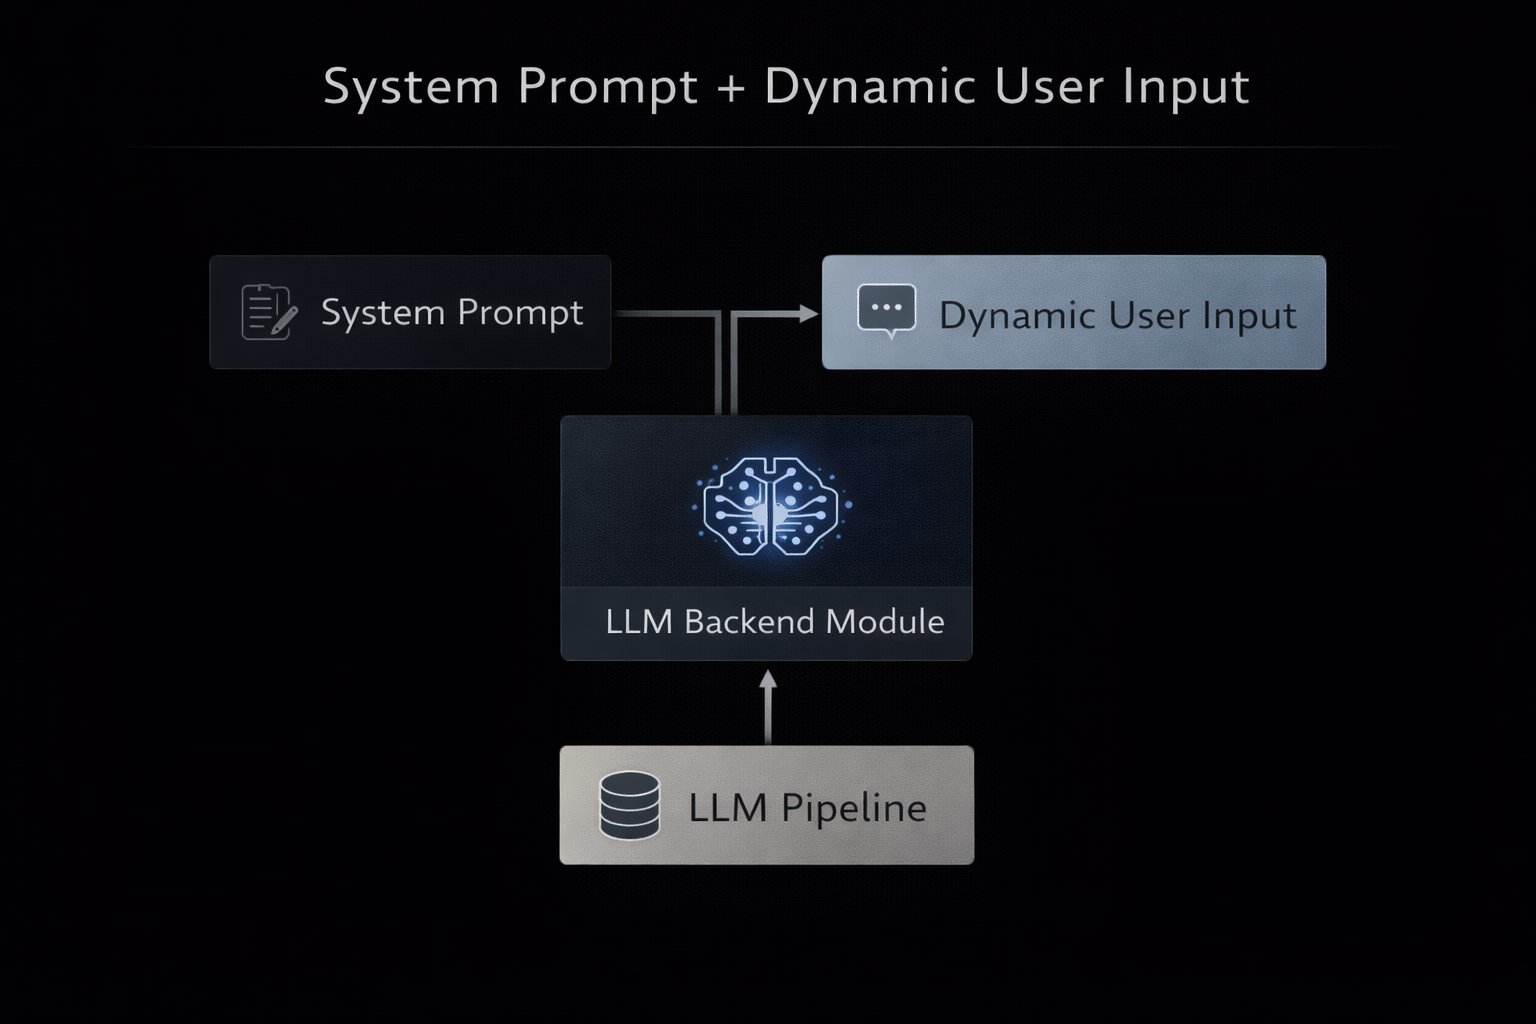 System Prompt + Dynamic User Input
System Prompt
Dynamic User Input
LLM Backend Module
LLM Pipeline